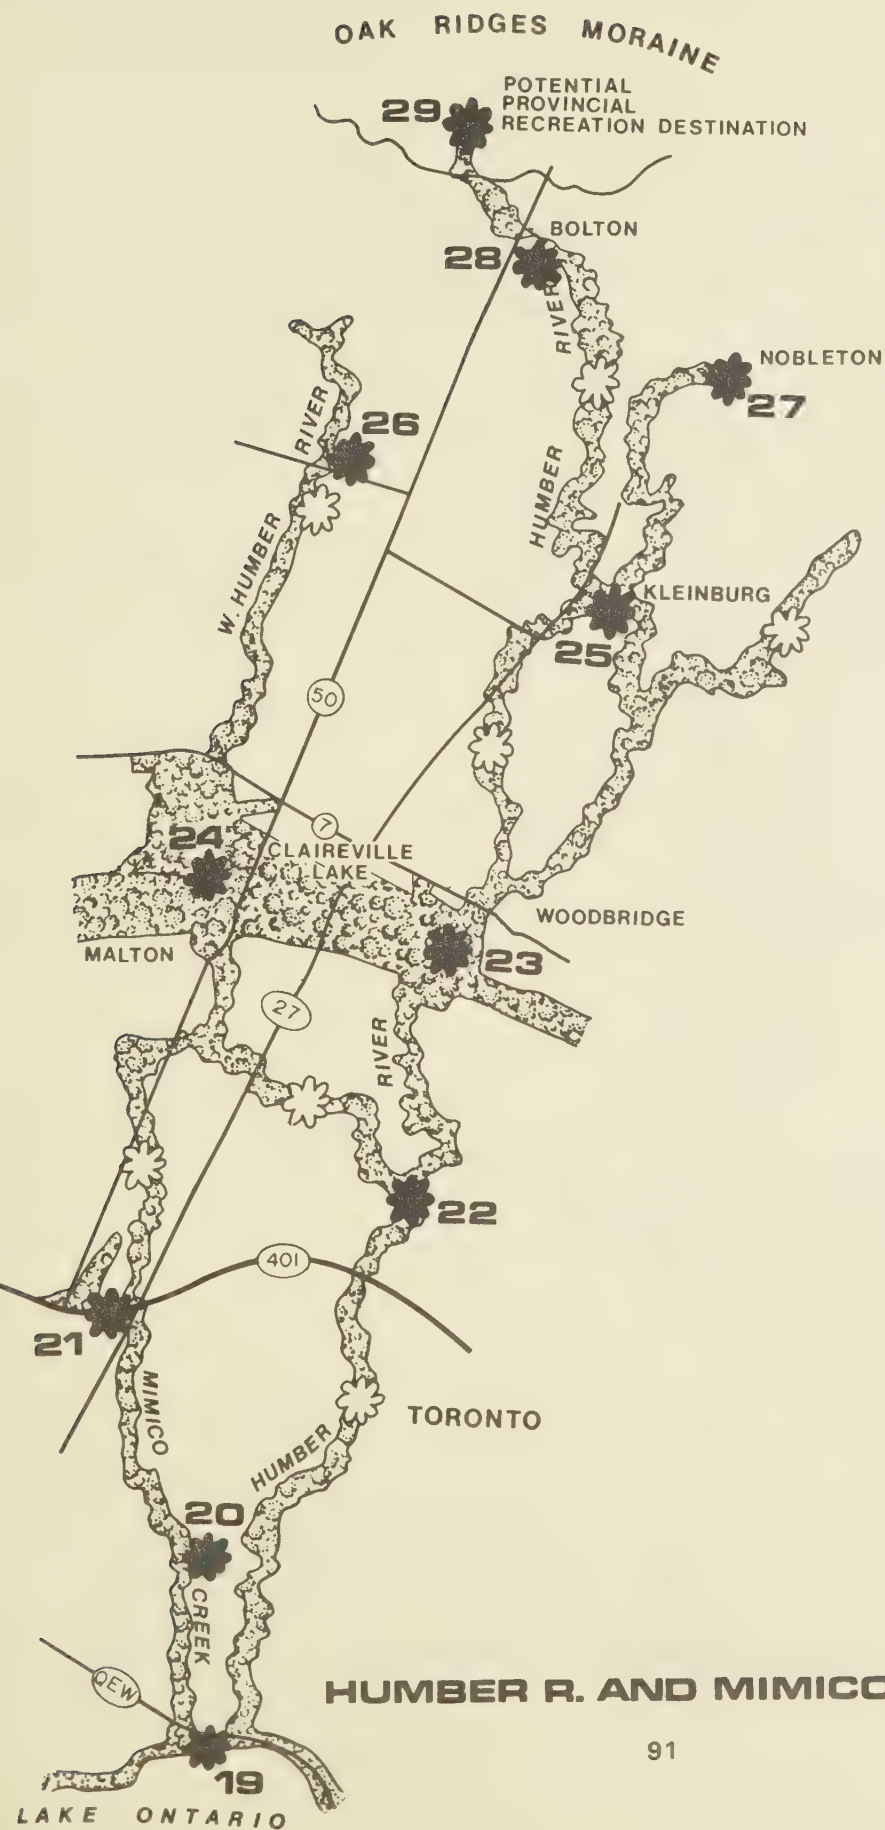 OAK RIDGES MORAINE
POTENTIAL
PROVINCIAL
RECREATION DESTINATION
29
BOLTON
28
RIVER
NOBLETON
27
RIVER
26
HUMBER
W. HUMBER
KLEINBURG
25
50
7
24
CLAIREVILLE
LAKE
WOODBRIDGE
MALTON
23
27
RIVER
22
401
21
MIMICO
TORONTO
HUMBER
20
CREEK
QEW
HUMBER R. AND MIMICO
91
19
LAKE ONTARIO